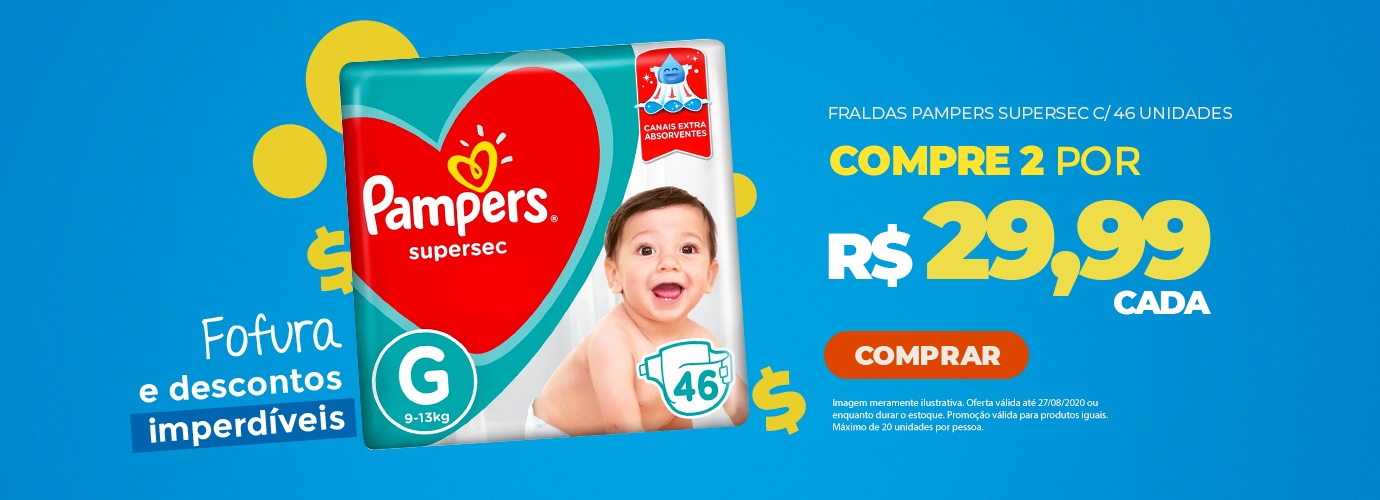 Fofura
e descontos
imperdíveis
CANAIS EXTRA
ABSORVENTES
Pampers®
supersec
G
9-13kg
46
FRALDAS PAMPERS SUPERSEC C/ 46 UNIDADES
COMPRE 2 POR
R$ 29,99
CADA
COMPRAR
Imagem meramente ilustrativa. Oferta válida até 27/08/2020 ou
enquanto durar o estoque. Promoção válida para produtos iguais.
Máximo de 20 unidades por pessoa.